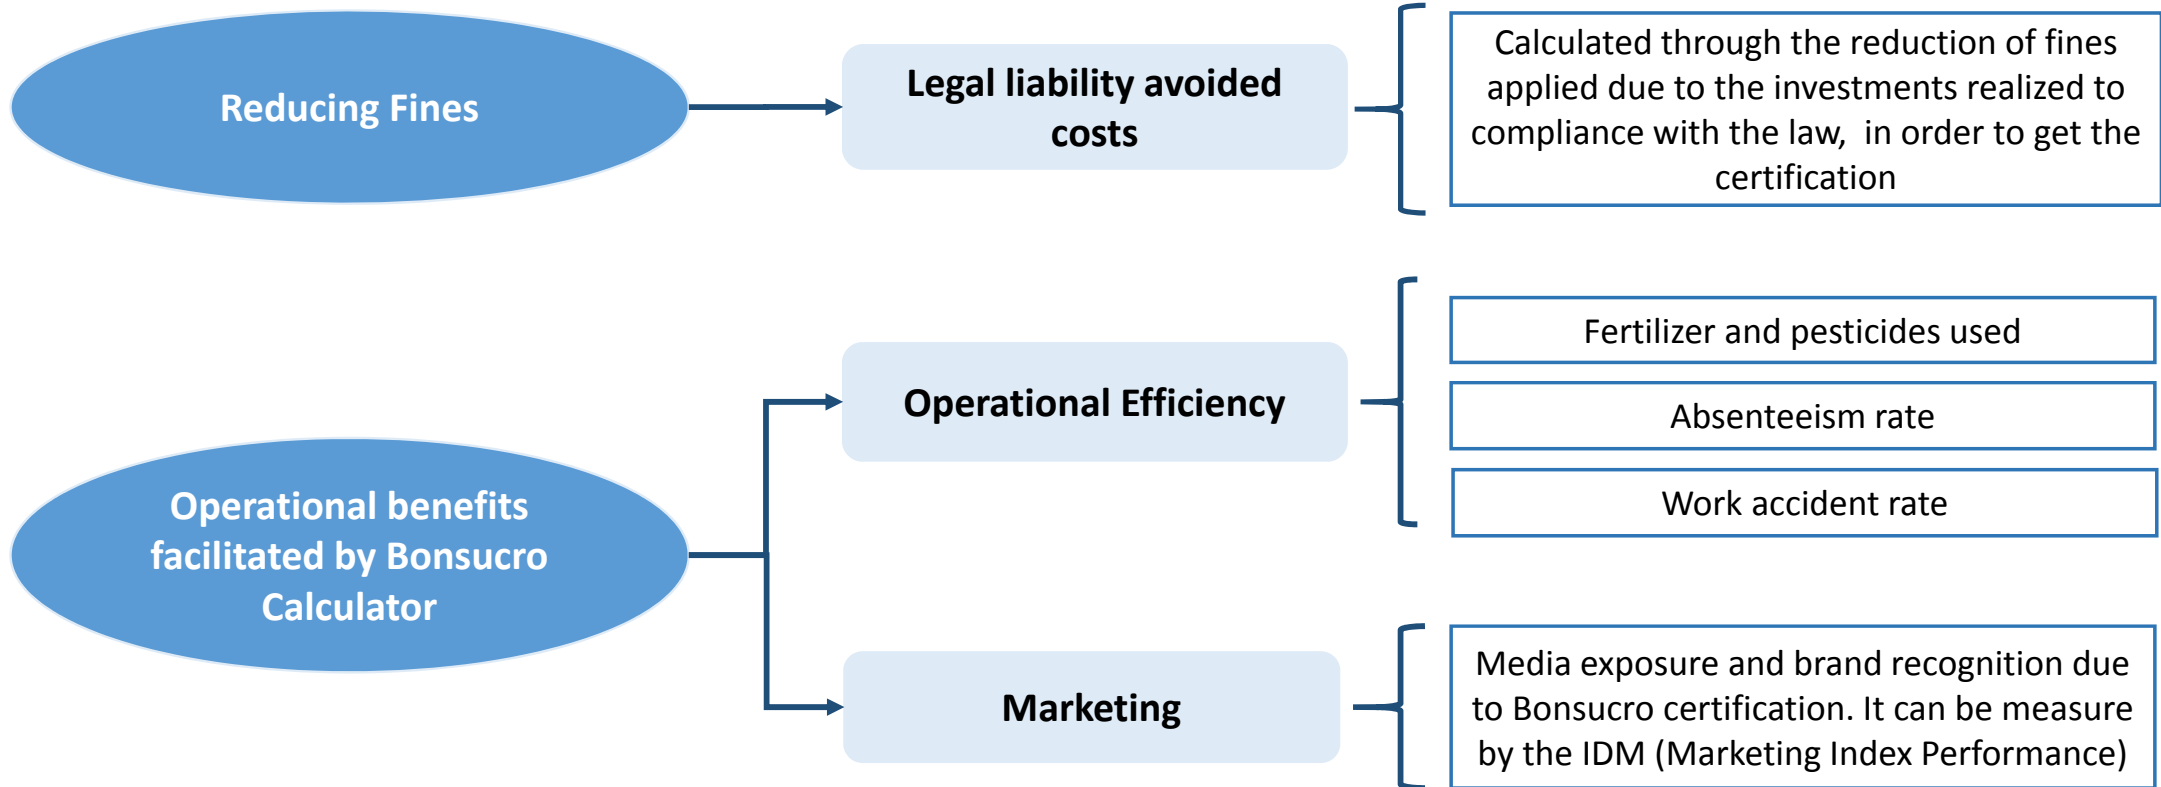 Reducing Fines
Legal liability avoided
costs
Calculated through the reduction of fines
applied due to the investments realized to
compliance with the law,  in order to get the
certification
Operational benefits
facilitated by Bonsucro
Calculator
Operational Efficiency
Fertilizer and pesticides used
Absenteeism rate
Work accident rate
Marketing
Media exposure and brand recognition due
to Bonsucro certification. It can be measure
by the IDM (Marketing Index Performance)